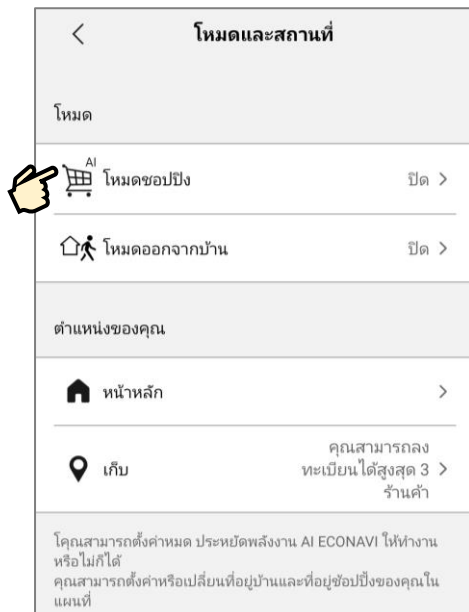 โหมดและสถานที่
โหมด
AI
โหมดชอปปิง ปิด
โหมดออกจากบ้าน ปิด
ตำแหน่งของคุณ
หน้าหลัก
คุณสามารถลง
เก็บ ทะเบียนได้สูงสุด 3
ร้านค้า
โคุณสามารถตั้งค่าหมด ประหยัดพลังงาน AI ECONAVI ให้ทำงาน
หรือไม่ก็ได้
คุณสามารถตั้งค่าหรือเปลี่ยนที่อยู่บ้านและที่อยู่ช้อปปิ้งของคุณใน
แผนที่